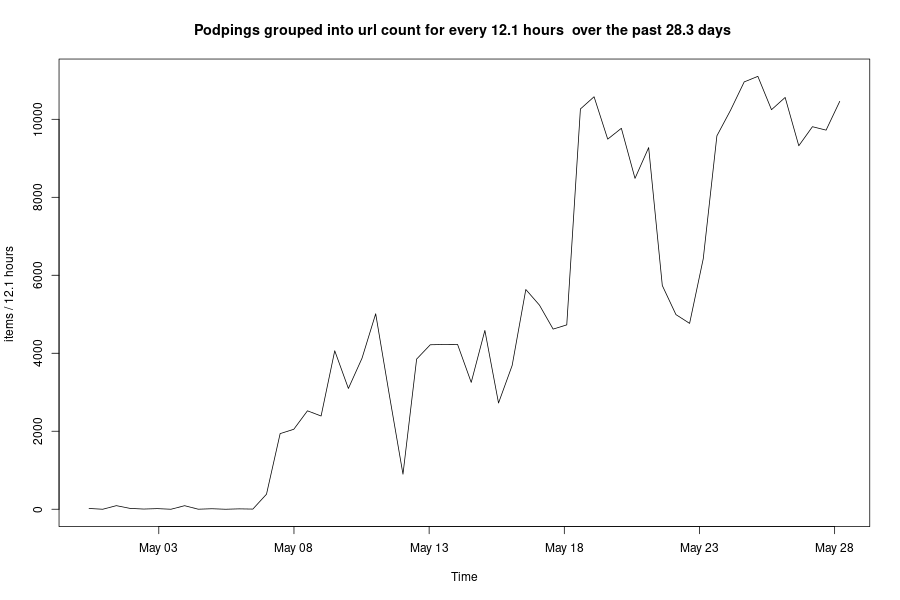 Podpings grouped into url count for every 12.1 hours  over the past 28.3 days
items / 12.1 hours
10000
8000
6000
4000
2000
0
May 03 May 08 May 13 May 18 May 23 May 28
Time